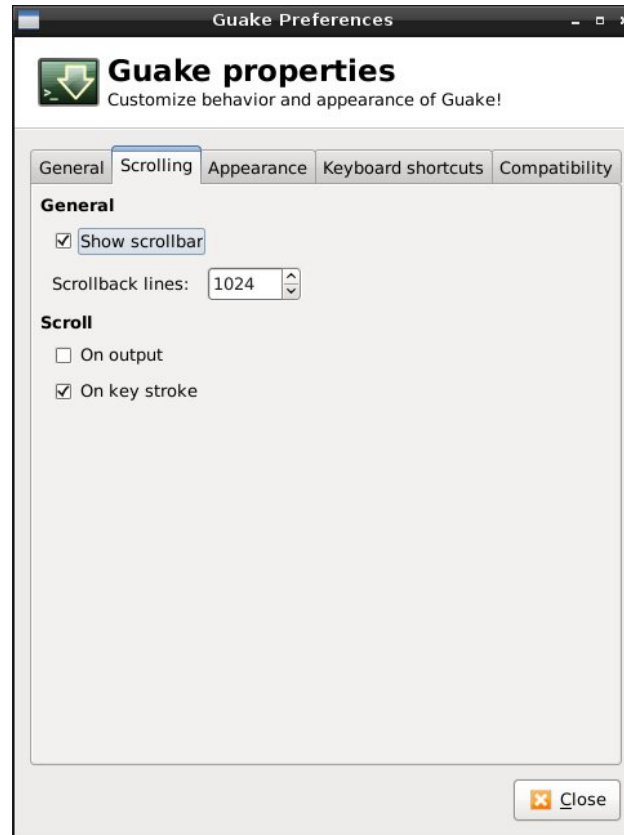 Guake Preferences
Guake properties
Customize behavior and appearance of Guake!
General Scrolling Appearance Keyboard shortcuts Compatibility
General
Show scrollbar
Scrollback lines: 1024
Scroll
On output
On key stroke
Close